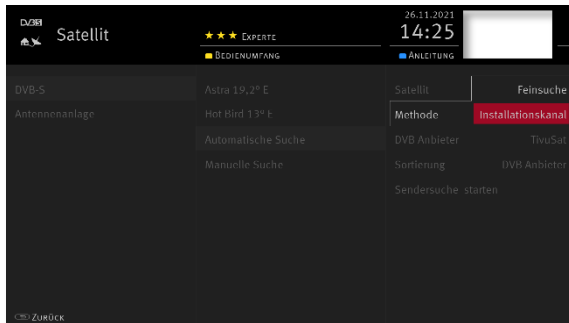 DVB
Satellit
★★★ EXPERTE
BEDIENUMFANG
26.11.2021
14:25
ANLEITUNG
DVB-S
Antennenanlage
Astra 19,2° E
Hot Bird 13° E
Automatische Suche
Manuelle Suche
Satellit Feinsuche
Methode Installationskanal
DVB Anbieter TivuSat
Sortierung DVB Anbieter
Sendersuche starten
ZURÜCK